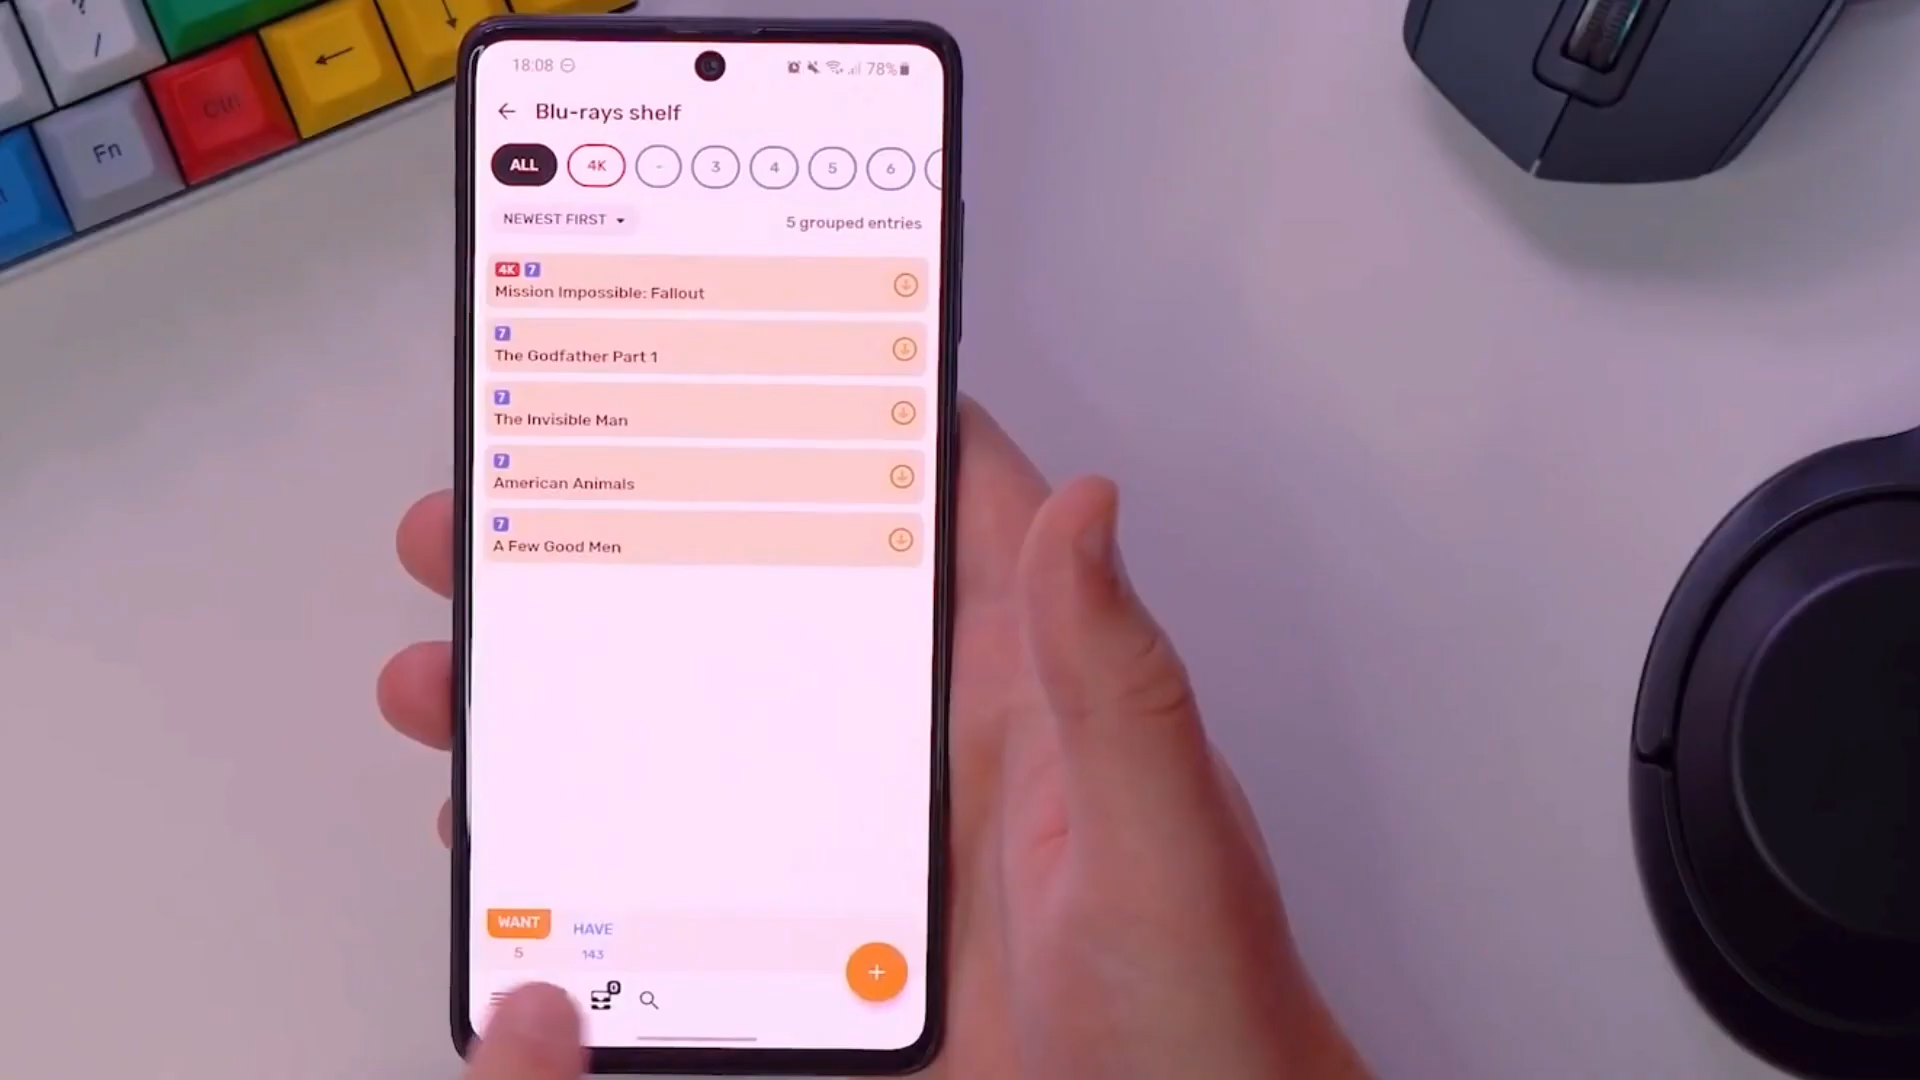 ? /
Fn
Ctrl
18:08
78%
Blu-rays shelf
ALL 4K - 3 4 5 6
NEWEST FIRST
5 grouped entries
4K 7
Mission Impossible: Fallout
7
The Godfather Part 1
7
The Invisible Man
7
American Animals
7
A Few Good Men
WANT HAVE
5 143
+
0